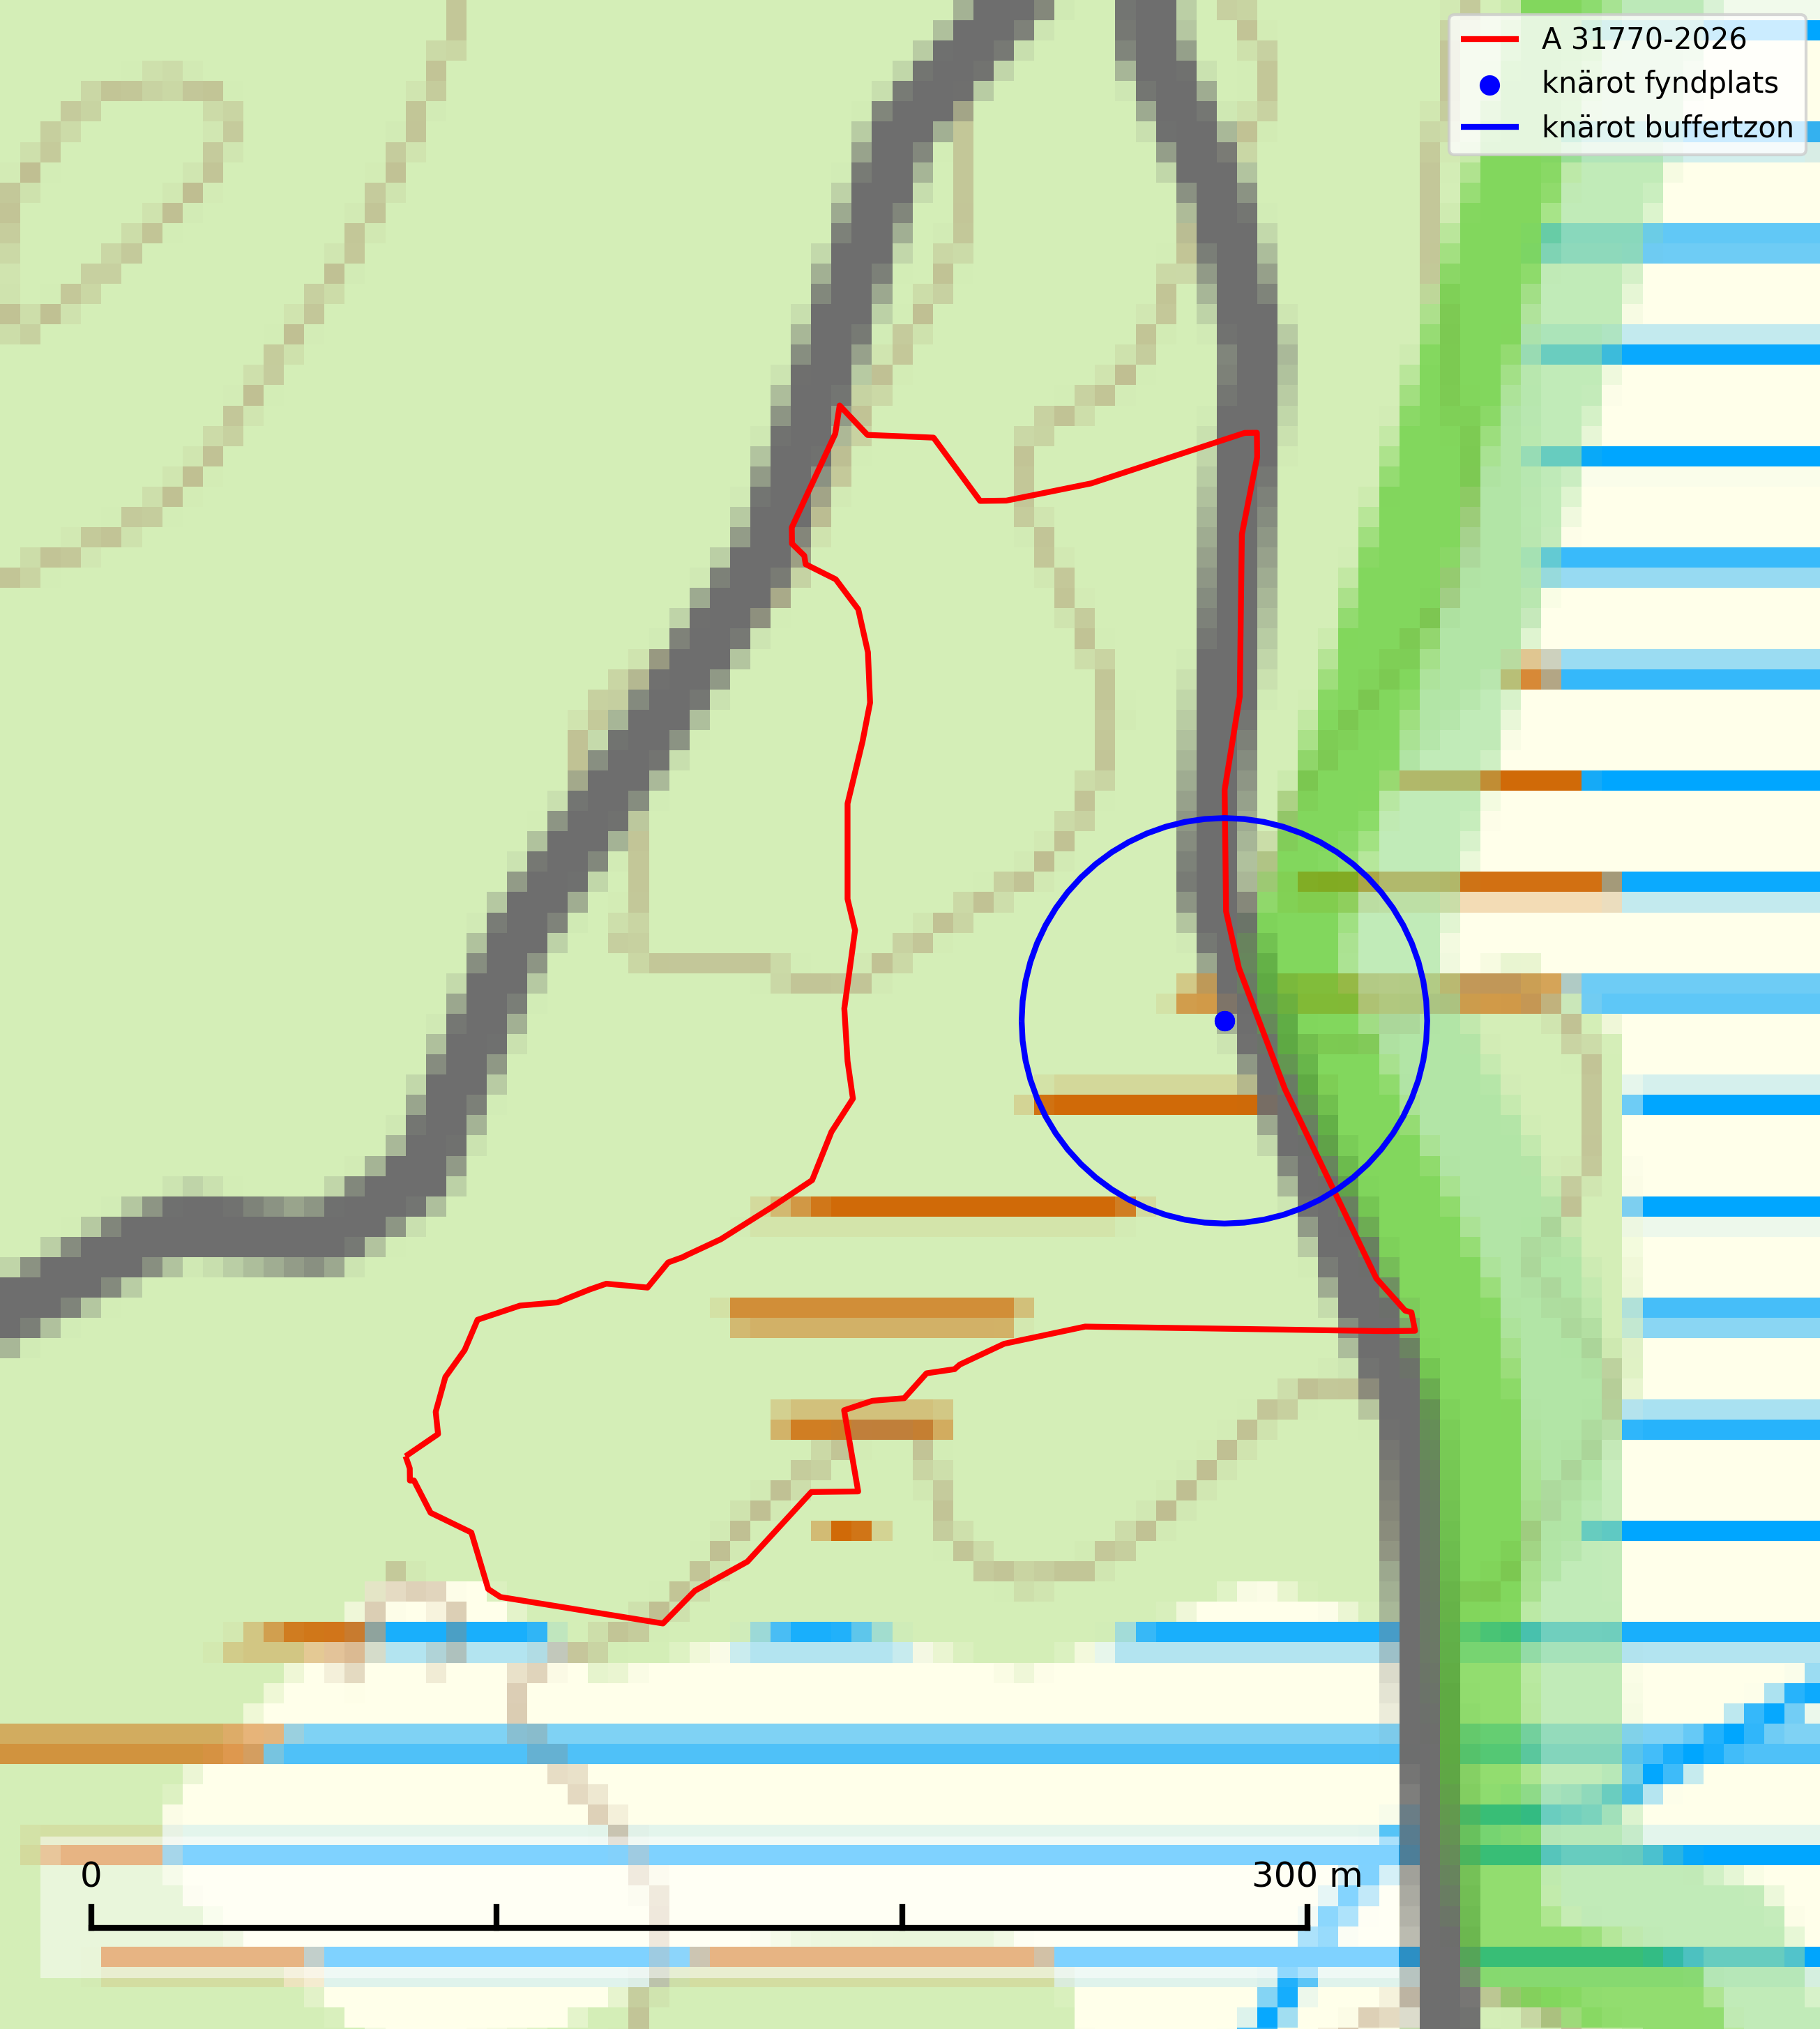 A 31770-2026
knärot fyndplats
knärot buffertzon
0
300 m